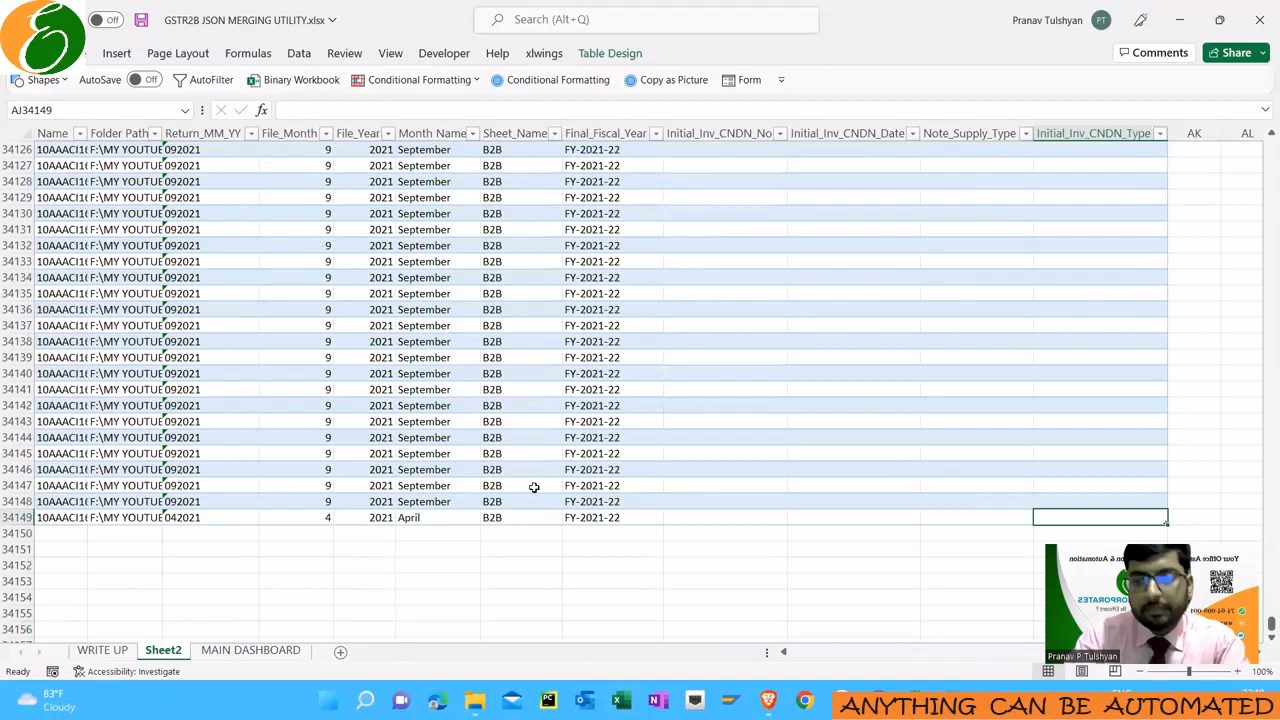 Off GSTR2B JSON MERGING UTILITY.xlsx Search (Alt+Q) Pranav Tulshyan PT
Insert Page Layout Formulas Data Review View Developer Help xlwings Table Design Comments Share
Shapes AutoSave Off AutoFilter Binary Workbook Conditional Formatting Conditional Formatting Copy as Picture Form
AJ34149 fx
Name Folder Path Return_MM_YY File_Month File_Year Month Name Sheet_Name Final_Fiscal_Year Initial_Inv_CNDN_No Initial_Inv_CNDN_Date Note_Supply_Type Initial_Inv_CNDN_Type AK AL
34126 10AAACI1 F:\MY YOUTUE 092021 9 2021 September B2B FY-2021-22
34127 10AAACI1 F:\MY YOUTUE 092021 9 2021 September B2B FY-2021-22
34128 10AAACI1 F:\MY YOUTUE 092021 9 2021 September B2B FY-2021-22
34129 10AAACI1 F:\MY YOUTUE 092021 9 2021 September B2B FY-2021-22
34130 10AAACI1 F:\MY YOUTUE 092021 9 2021 September B2B FY-2021-22
34131 10AAACI1 F:\MY YOUTUE 092021 9 2021 September B2B FY-2021-22
34132 10AAACI1 F:\MY YOUTUE 092021 9 2021 September B2B FY-2021-22
34133 10AAACI1 F:\MY YOUTUE 092021 9 2021 September B2B FY-2021-22
34134 10AAACI1 F:\MY YOUTUE 092021 9 2021 September B2B FY-2021-22
34135 10AAACI1 F:\MY YOUTUE 092021 9 2021 September B2B FY-2021-22
34136 10AAACI1 F:\MY YOUTUE 092021 9 2021 September B2B FY-2021-22
34137 10AAACI1 F:\MY YOUTUE 092021 9 2021 September B2B FY-2021-22
34138 10AAACI1 F:\MY YOUTUE 092021 9 2021 September B2B FY-2021-22
34139 10AAACI1 F:\MY YOUTUE 092021 9 2021 September B2B FY-2021-22
34140 10AAACI1 F:\MY YOUTUE 092021 9 2021 September B2B FY-2021-22
34141 10AAACI1 F:\MY YOUTUE 092021 9 2021 September B2B FY-2021-22
34142 10AAACI1 F:\MY YOUTUE 092021 9 2021 September B2B FY-2021-22
34143 10AAACI1 F:\MY YOUTUE 092021 9 2021 September B2B FY-2021-22
34144 10AAACI1 F:\MY YOUTUE 092021 9 2021 September B2B FY-2021-22
34145 10AAACI1 F:\MY YOUTUE 092021 9 2021 September B2B FY-2021-22
34146 10AAACI1 F:\MY YOUTUE 092021 9 2021 September B2B FY-2021-22
34147 10AAACI1 F:\MY YOUTUE 092021 9 2021 September B2B FY-2021-22
34148 10AAACI1 F:\MY YOUTUE 092021 9 2021 September B2B FY-2021-22
34149 10AAACI1 F:\MY YOUTUE 042021 4 2021 April B2B FY-2021-22
34150
34151
34152
34153
34154
34155
34156
Pranav P Tulshyan
WRITE UP Sheet2 MAIN DASHBOARD
Ready Accessibility: Investigate 100%
83°F
Cloudy
ANYTHING CAN BE AUTOMATED